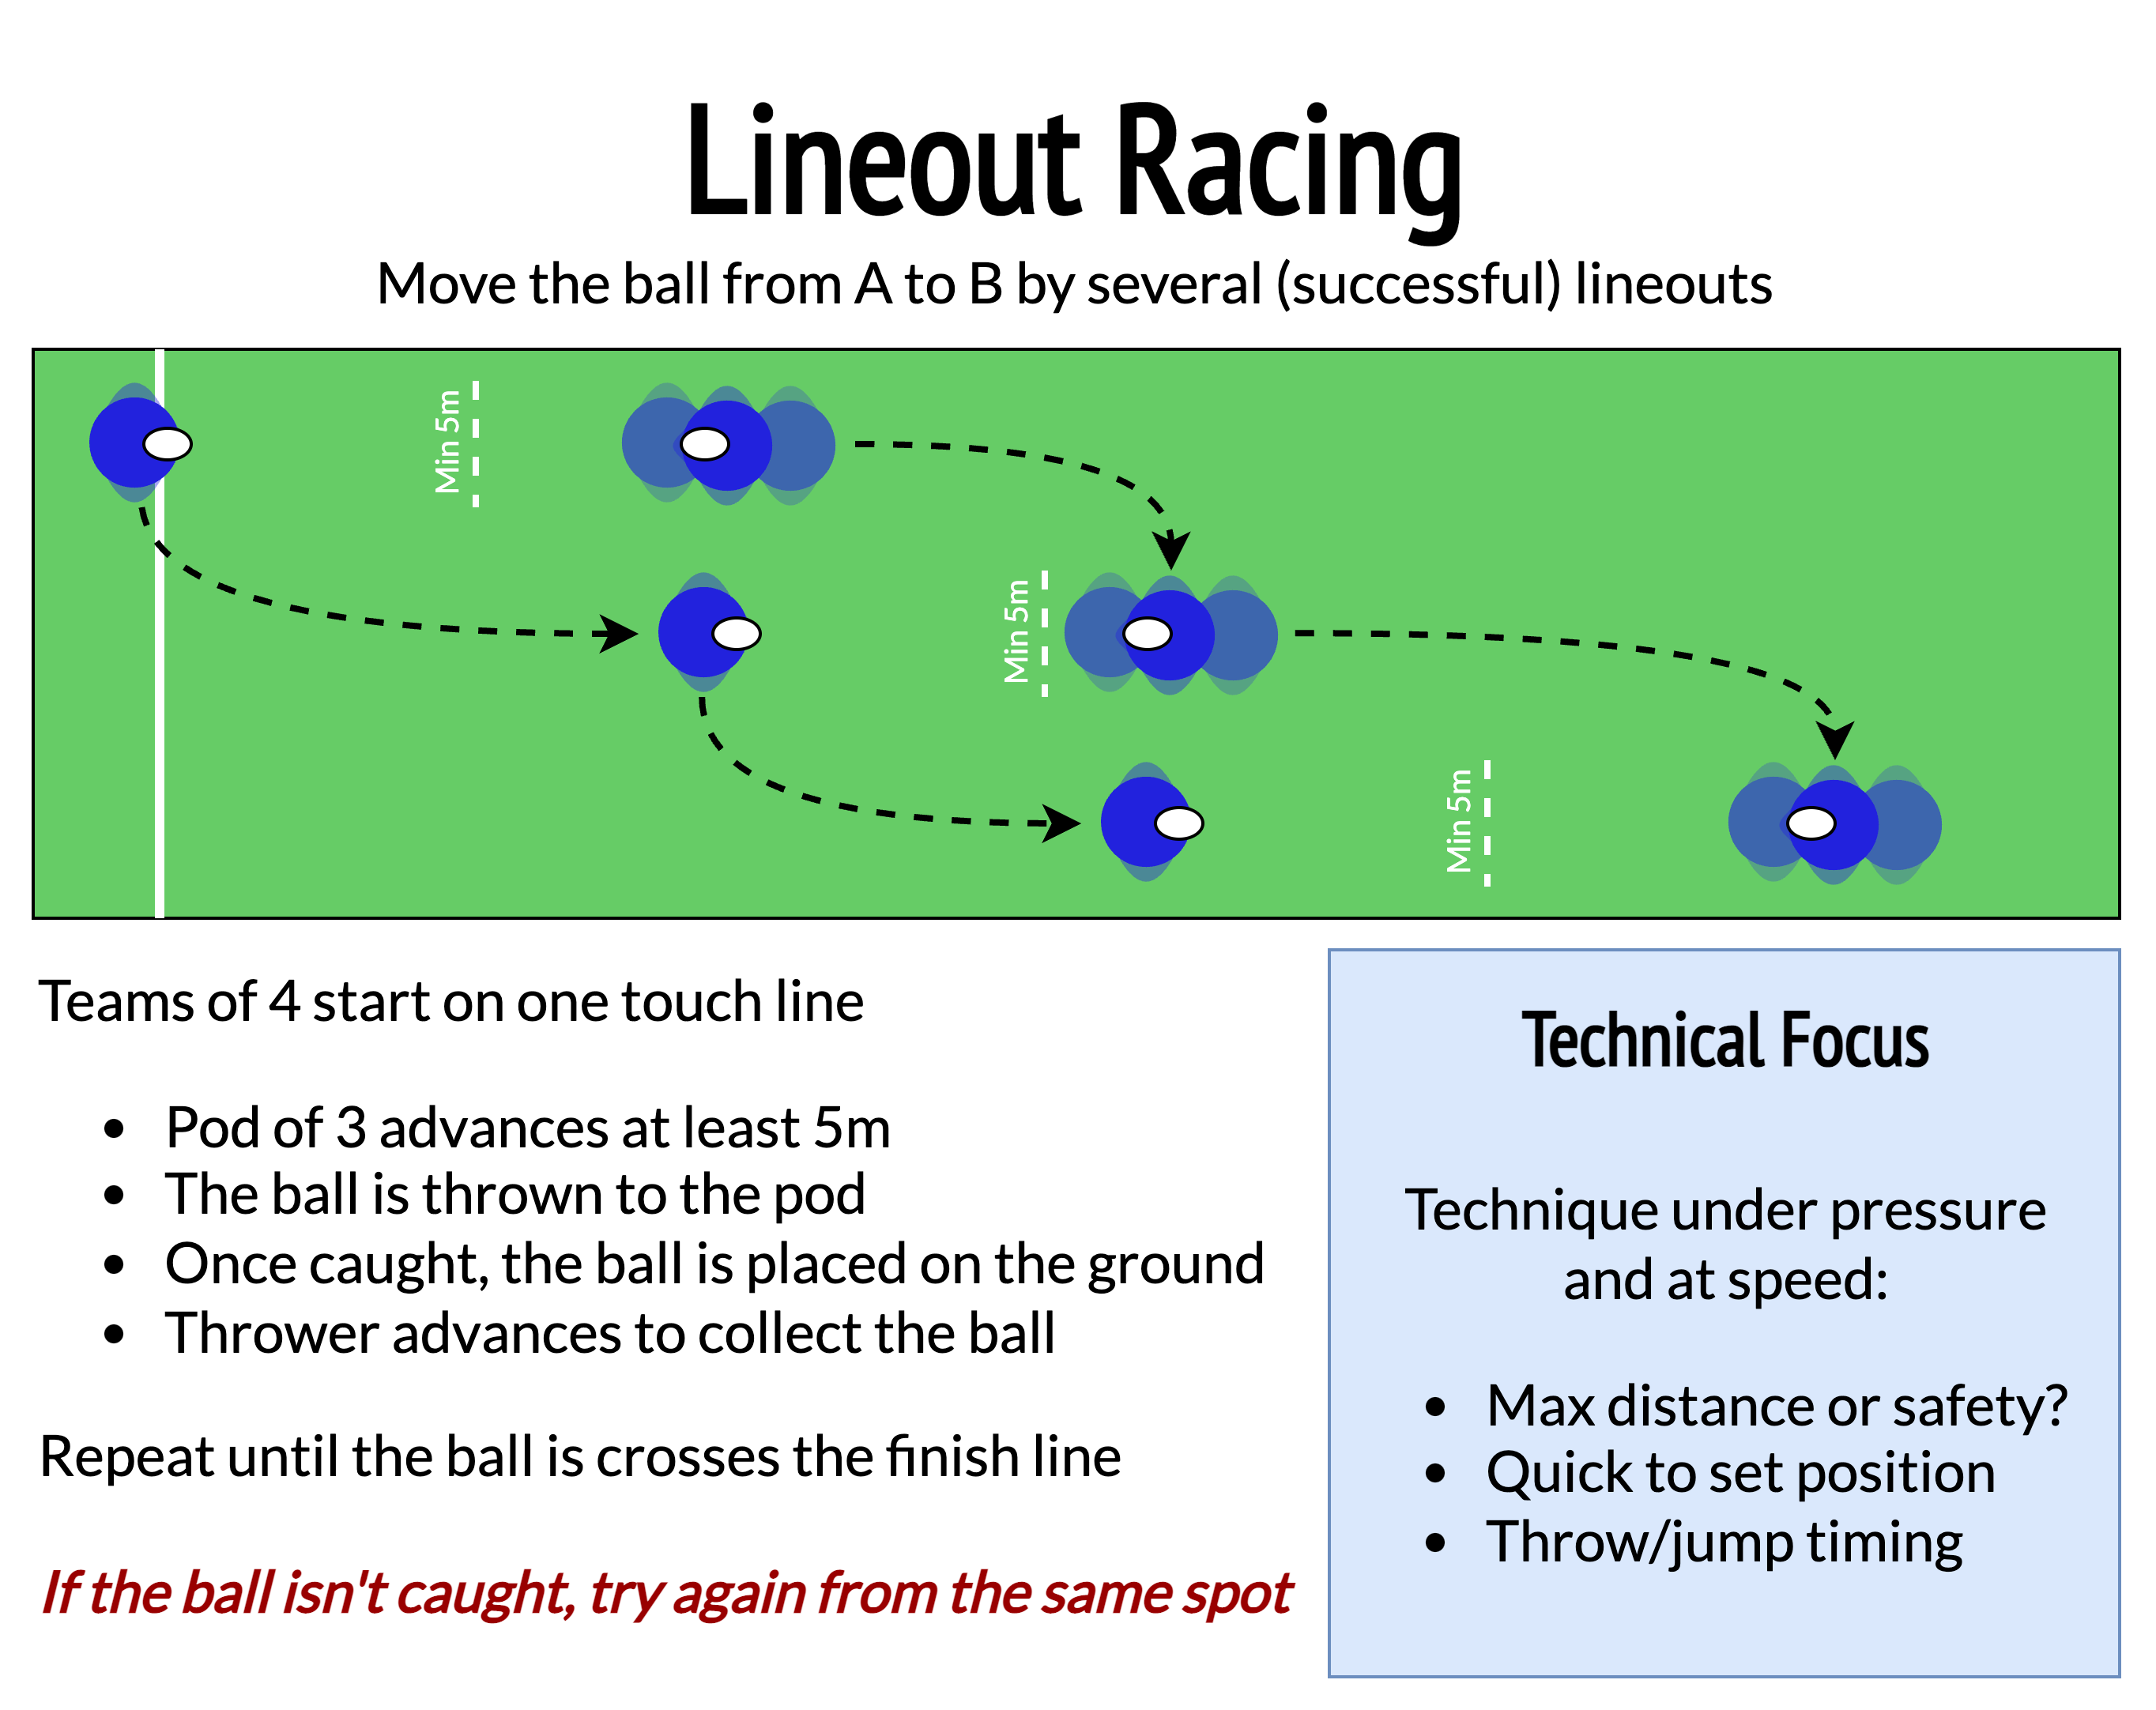 Lineout Racing
Move the ball from A to B by several (successful) lineouts
Min 5m
Min 5m
Min 5m
Teams of 4 start on one touch line
• Pod of 3 advances at least 5m
• The ball is thrown to the pod
• Once caught, the ball is placed on the ground
• Thrower advances to collect the ball
Repeat until the ball is crosses the finish line
If the ball isn't caught, try again from the same spot
Technical Focus
Technique under pressure
and at speed:
• Max distance or safety?
• Quick to set position
• Throw/jump timing